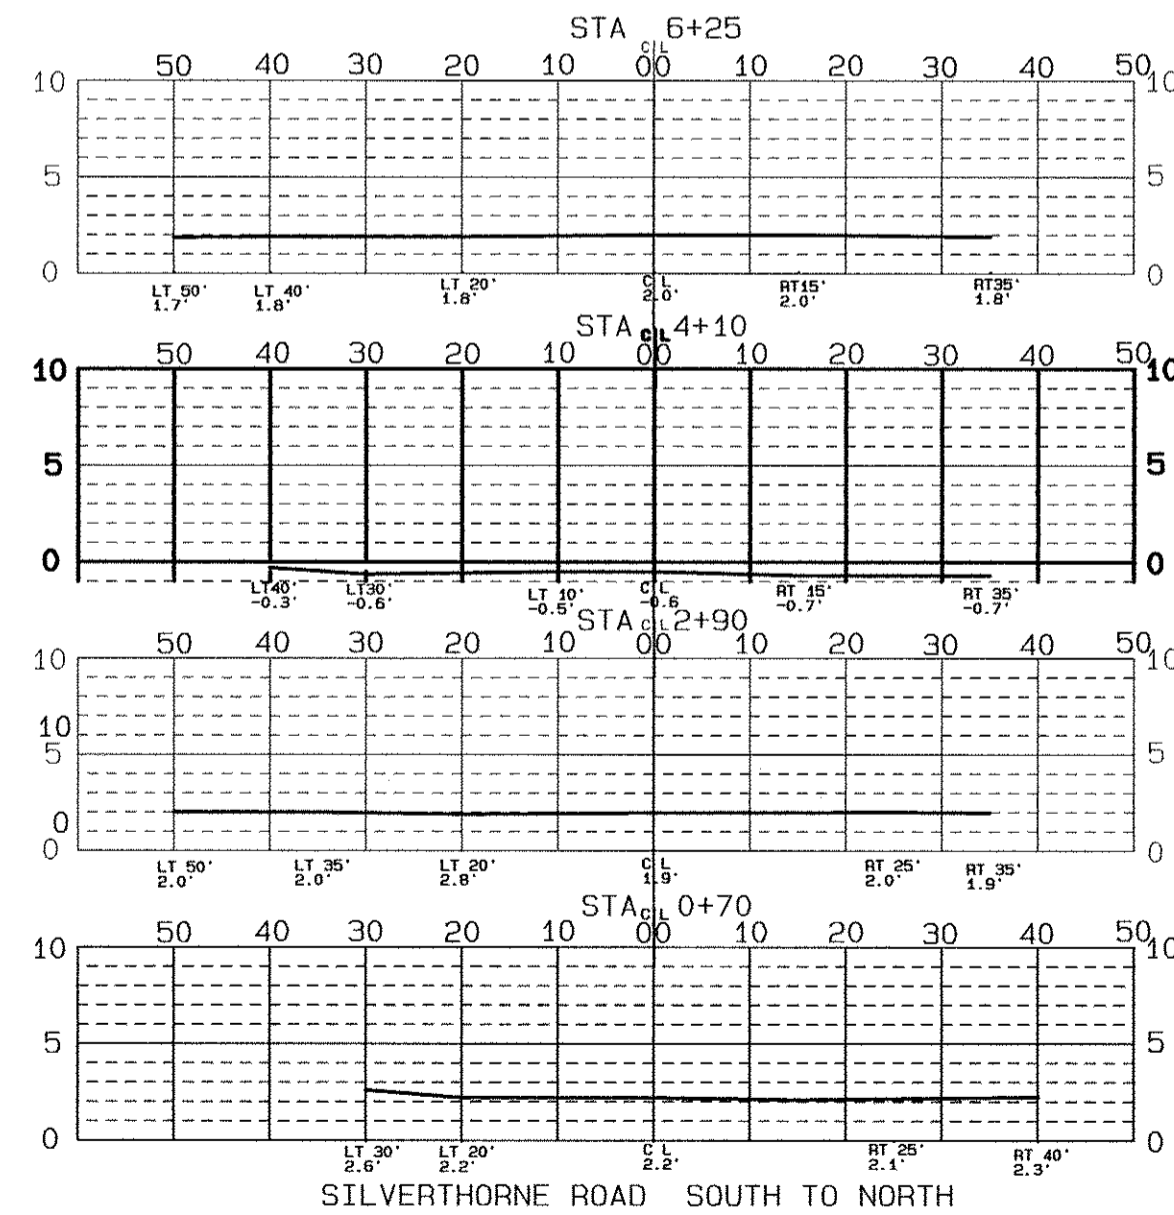 STA 6+25
C L
50 40 30 20 10 00 10 20 30 40 50
10 10
5 5
0 0
LT 50' LT 40' LT 20' C L RT15' RT35'
1.7' 1.8' 1.8' 2.0' 2.0' 1.8'
STA 4+10
C L
50 40 30 20 10 00 10 20 30 40 50
10 10
5 5
0 0
LT40' LT30' LT 10' C L RT 15' RT 35'
-0.3' -0.6' -0.5' -0.6 -0.7' -0.7'
STA 2+90
C L
50 40 30 20 10 00 10 20 30 40 50
10 10
10
5 5
0
0 0
LT 50' LT 35' LT 20' C L RT 25' RT 35'
2.0' 2.0' 2.8' 1.9' 2.0' 1.9'
STA 0+70
C L
50 40 30 20 10 00 10 20 30 40 50
10 10
5 5
0 0
LT 30' LT 20' C L RT 25' RT 40'
2.6' 2.2' 2.2' 2.1' 2.3'
SILVERTHORNE ROAD SOUTH TO NORTH